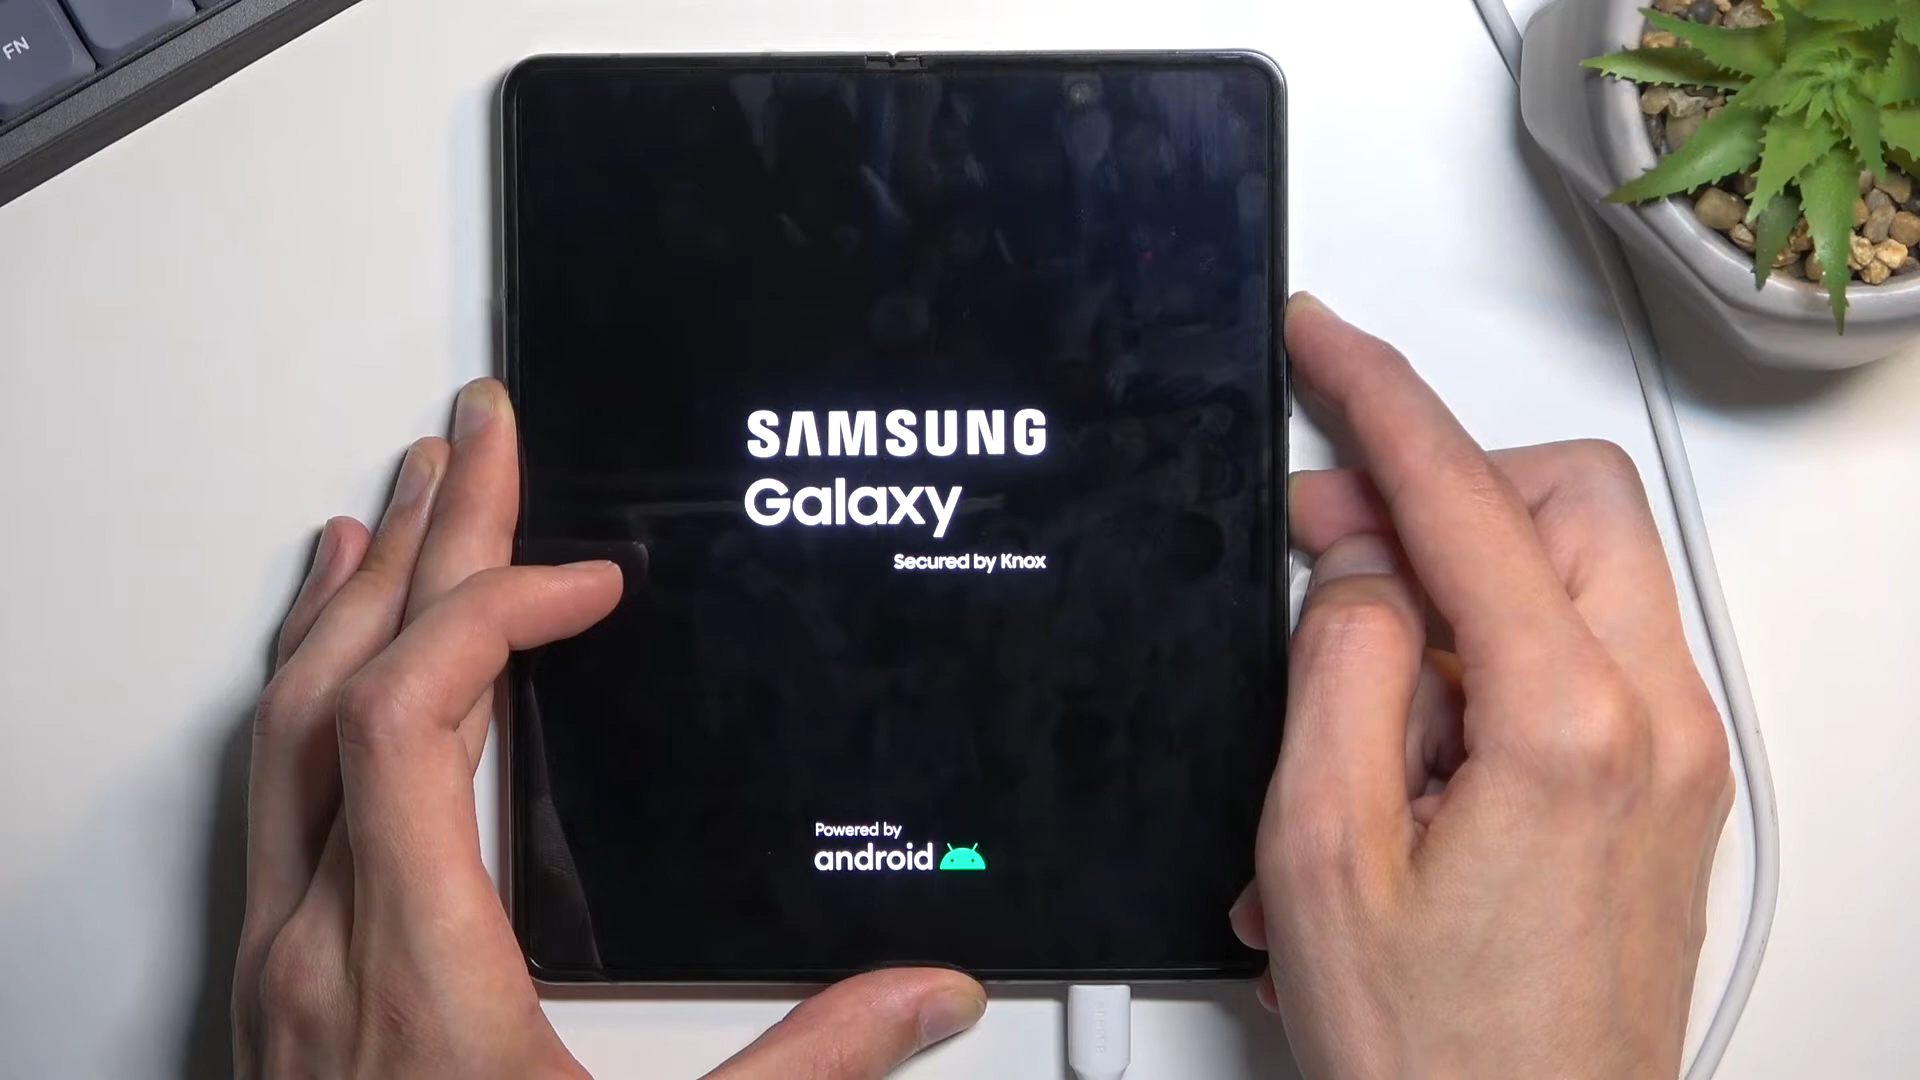 FN
SAMSUNG
Galaxy
Secured by Knox
Powered by
android